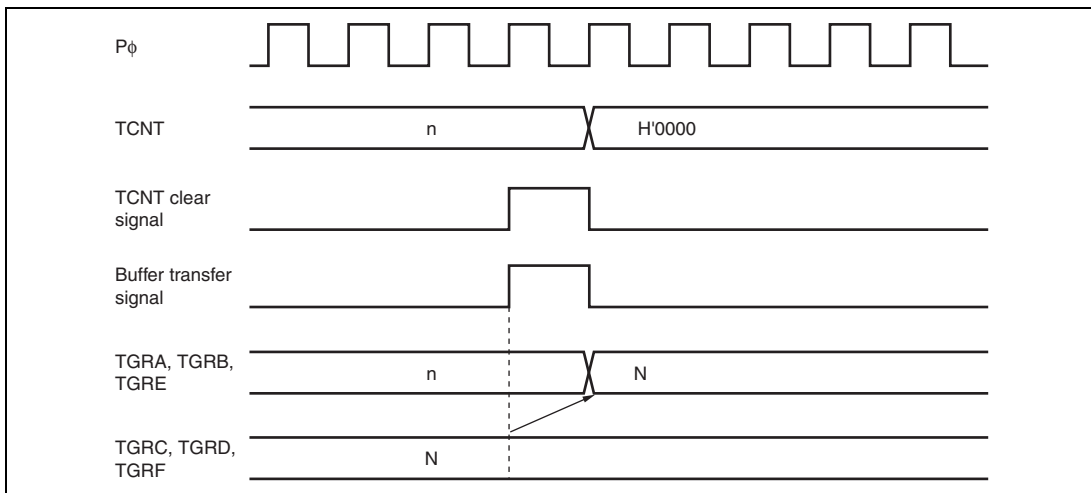 Pϕ
TCNT
n
H'0000
TCNT clear
signal
Buffer transfer
signal
TGRA, TGRB,
TGRE
n
N
TGRC, TGRD,
TGRF
N